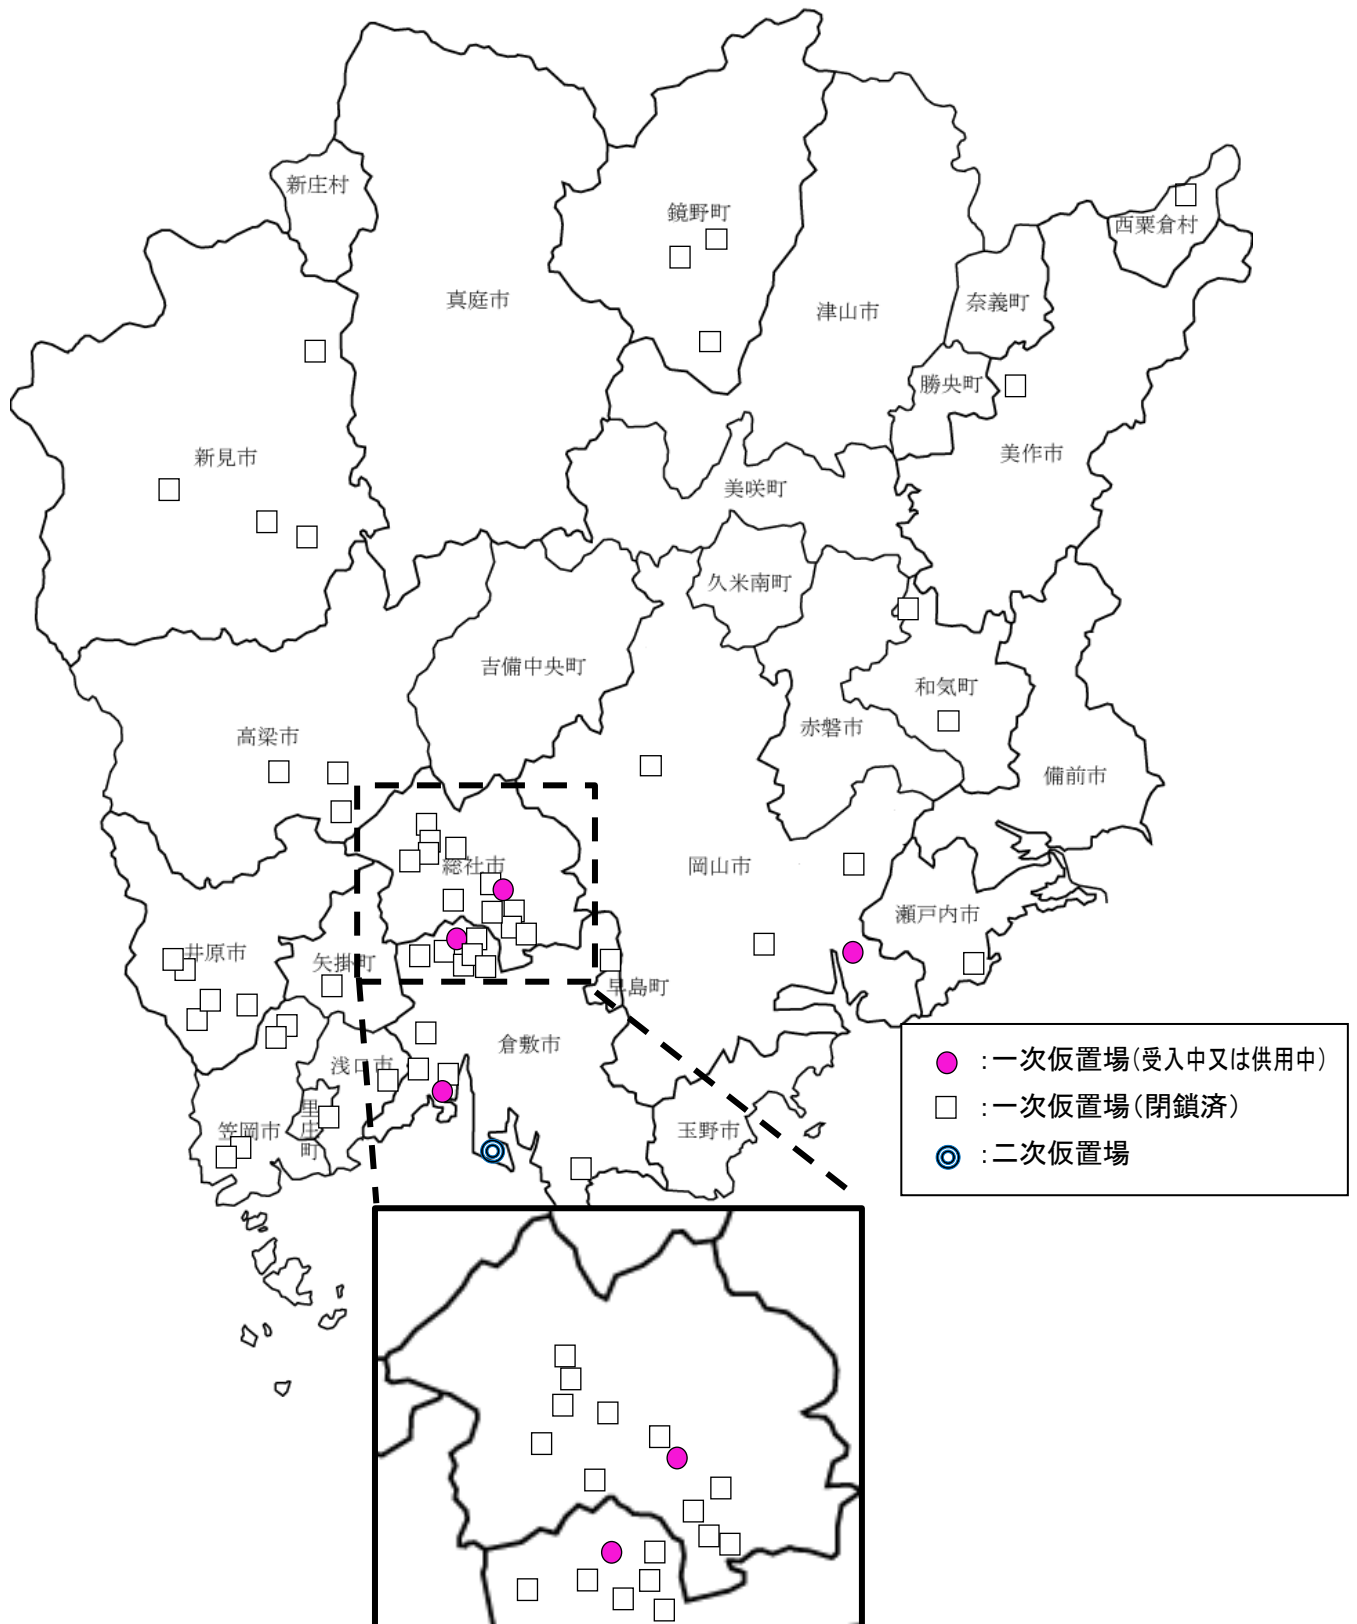 新庄村
鏡野町
西粟倉村
真庭市
津山市
奈義町
勝央町
新見市
美作市
美咲町
久米南町
吉備中央町
和気町
高梁市
赤磐市
備前市
総社市
岡山市
瀬戸内市
井原市
矢掛町
早島町
倉敷市
浅口市
里庄町
笠岡市
玉野市
：一次仮置場（受入中又は供用中）
：一次仮置場（閉鎖済）
：二次仮置場